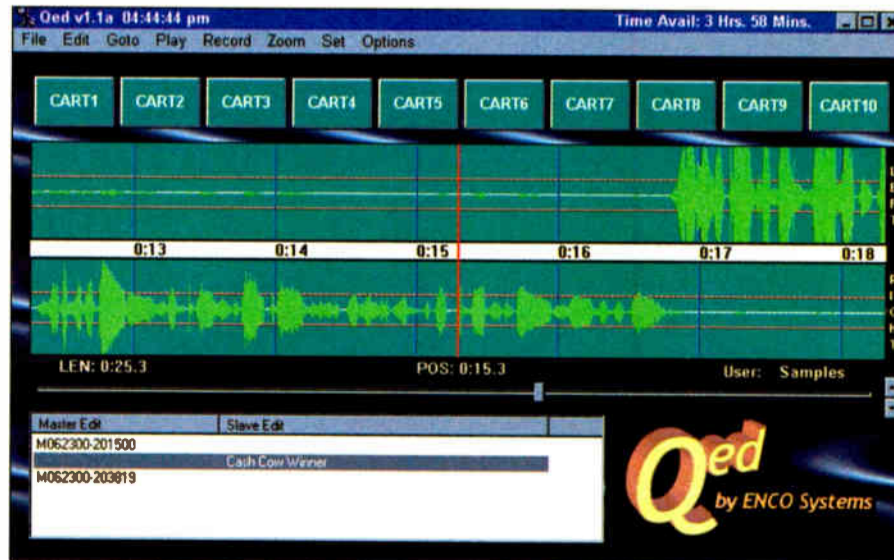 Qed v1.1a 04:44:44 pm Time Avail: 3 Hrs. 58 Mins.
File Edit Goto Play Record Zoom Set Options
CART1 CART2 CART3 CART4 CART5 CART6 CART7 CART8 CART9 CART10
0:13 0:14 0:15 0:16 0:17 0:18
LEN: 0:25.3 POS: 0:15.3 User: Samples
Master Edit Slave Edit
M062300-201500
Cash Cow Winner
M062300-203819
Qed
by ENCO Systems